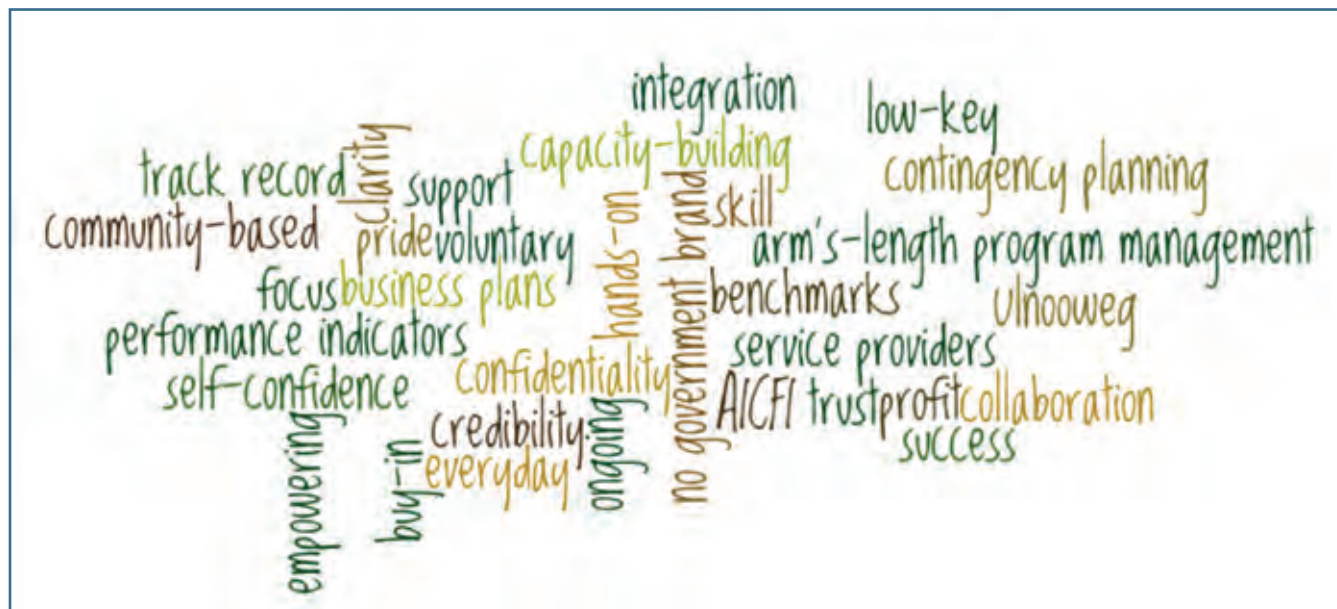 integration
low-key
capacity-building
contingency planning
track record
clarity
support
skill
community-based
pride
voluntary
hands-on
no government brand
arm's-length program management
focus
business plans
benchmarks
Ulnooweg
performance indicators
service providers
self-confidence
confidentiality
AICFI
trust
profit
collaboration
credibility
ongoing
success
empowering
buy-in
everyday